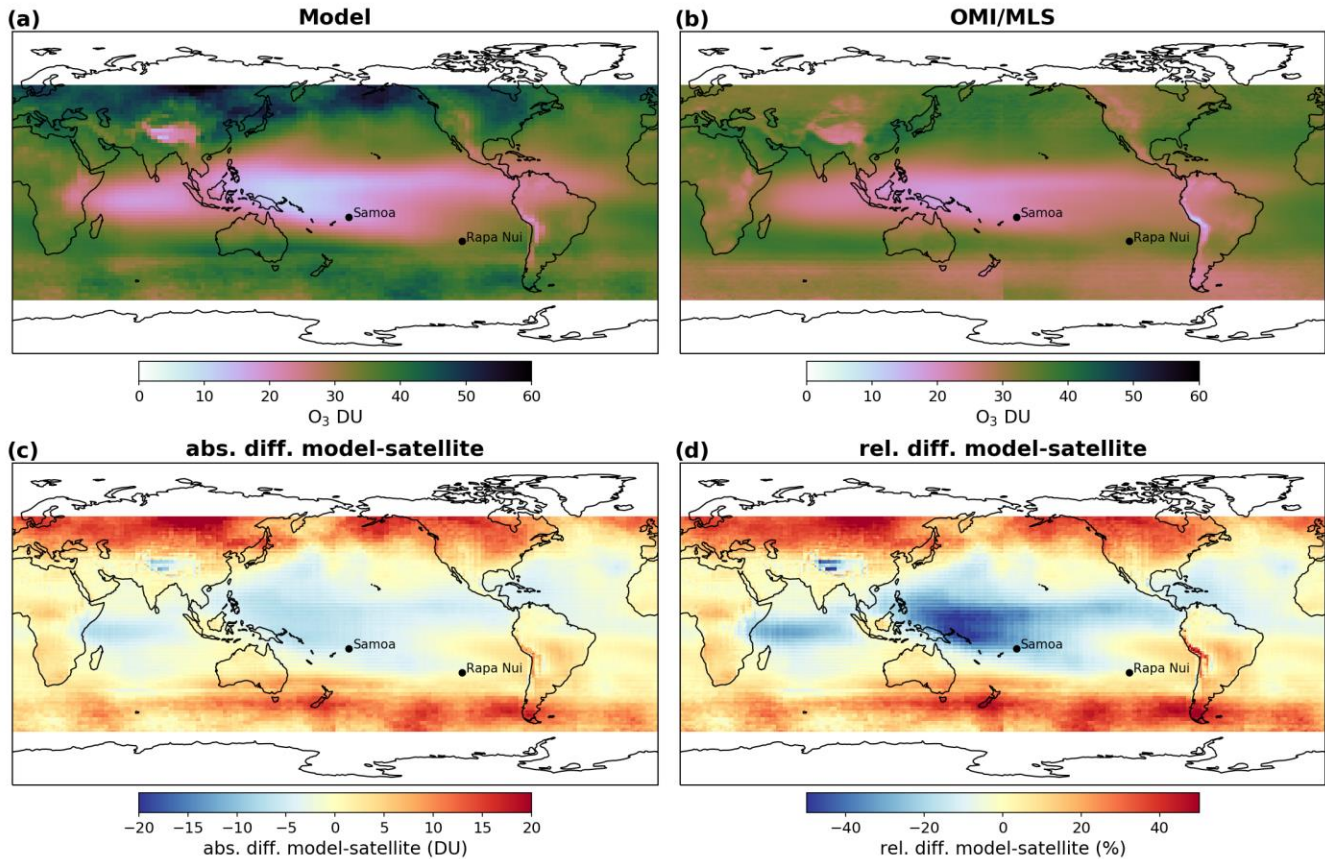 (a) Model
Samoa
Rapa Nui
0 10 20 30 40 50 60
O₃ DU
(b) OMI/MLS
Samoa
Rapa Nui
0 10 20 30 40 50 60
O₃ DU
(c) abs. diff. model-satellite
Samoa
Rapa Nui
−20 −15 −10 −5 0 5 10 15 20
abs. diff. model-satellite (DU)
(d) rel. diff. model-satellite
Samoa
Rapa Nui
−40 −20 0 20 40
rel. diff. model-satellite (%)